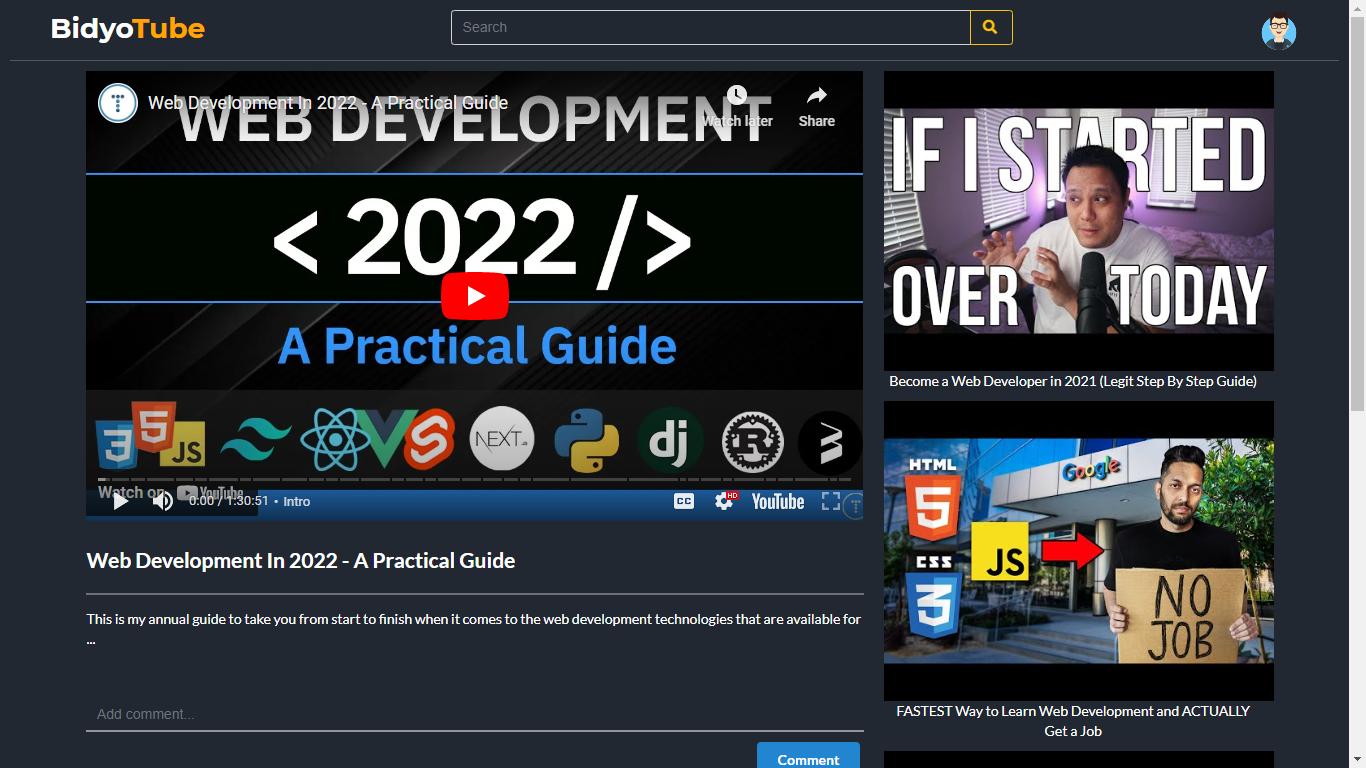 BidyoTube
Search
Web Development In 2022 - A Practical Guide
Watch later
Share
WEB DEVELOPMENT
< 2022 />
A Practical Guide
3
5
JS
NEXT
.JS
dj
R
Watch on YouTube
0:00 / 1:30:51 • Intro
CC
HD
YouTube
Web Development In 2022 - A Practical Guide
This is my annual guide to take you from start to finish when it comes to the web development technologies that are available for
...
Add comment...
Comment
IF I STARTED
OVER TODAY
Become a Web Developer in 2021 (Legit Step By Step Guide)
HTML
5
Google
JS
CSS
3
NO
JOB
FASTEST Way to Learn Web Development and ACTUALLY
Get a Job